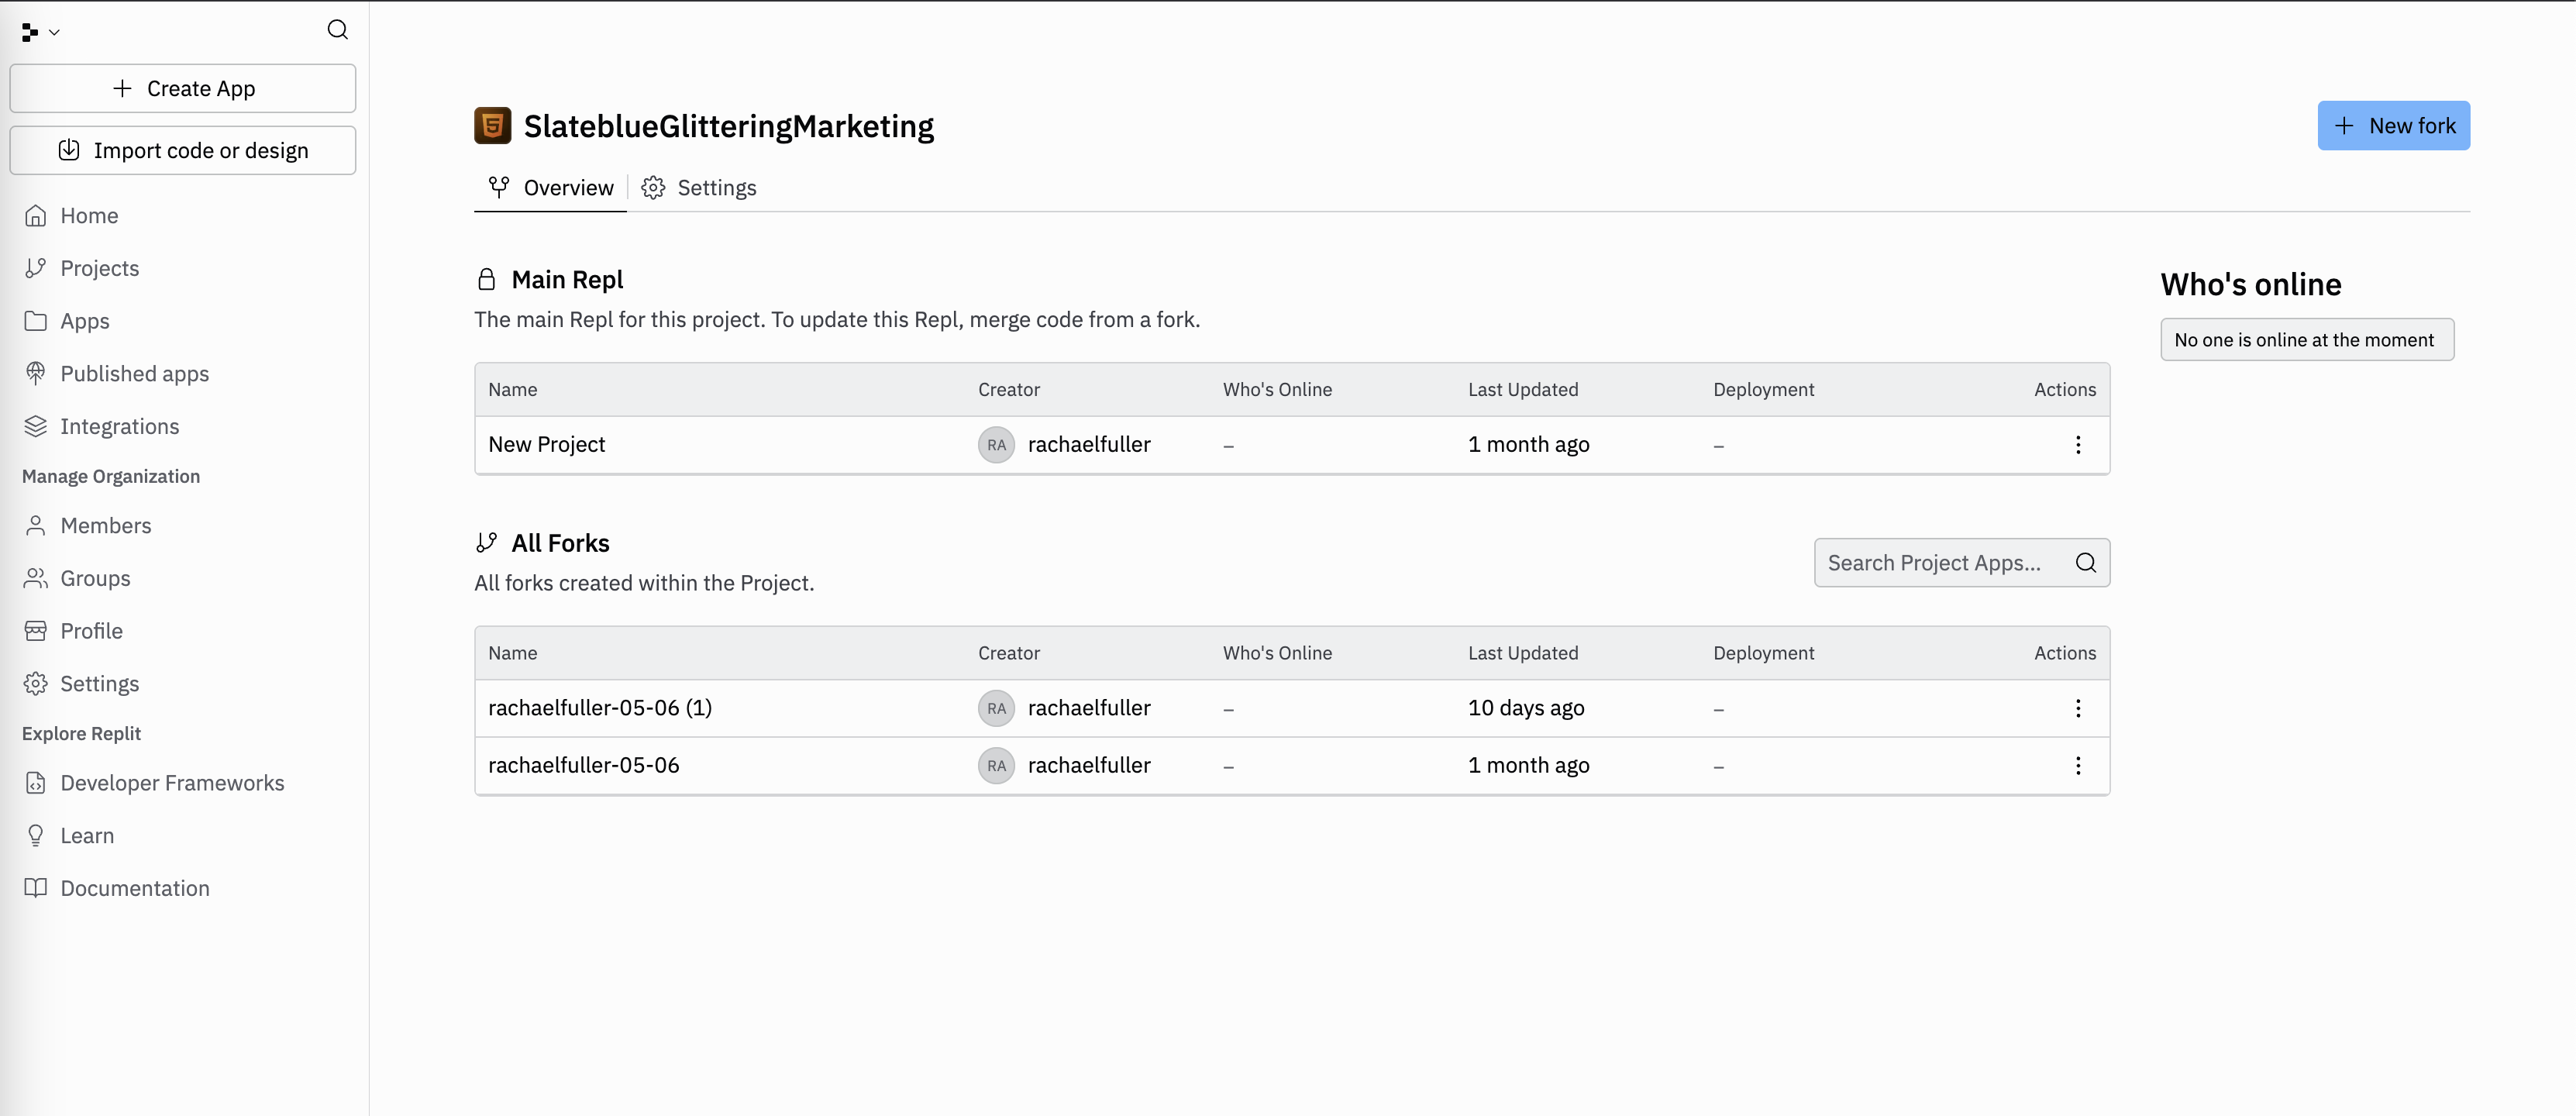 Create App
Import code or design
Home
Projects
Apps
Published apps
Integrations
Manage Organization
Members
Groups
Profile
Settings
Explore Replit
Developer Frameworks
Learn
Documentation
SlateblueGlitteringMarketing
New fork
Overview
Settings
Main Repl
The main Repl for this project. To update this Repl, merge code from a fork.
Name Creator Who's Online Last Updated Deployment Actions
New Project RA rachaelfuller – 1 month ago –
All Forks
All forks created within the Project.
Search Project Apps...
Name Creator Who's Online Last Updated Deployment Actions
rachaelfuller-05-06 (1) RA rachaelfuller – 10 days ago –
rachaelfuller-05-06 RA rachaelfuller – 1 month ago –
Who's online
No one is online at the moment